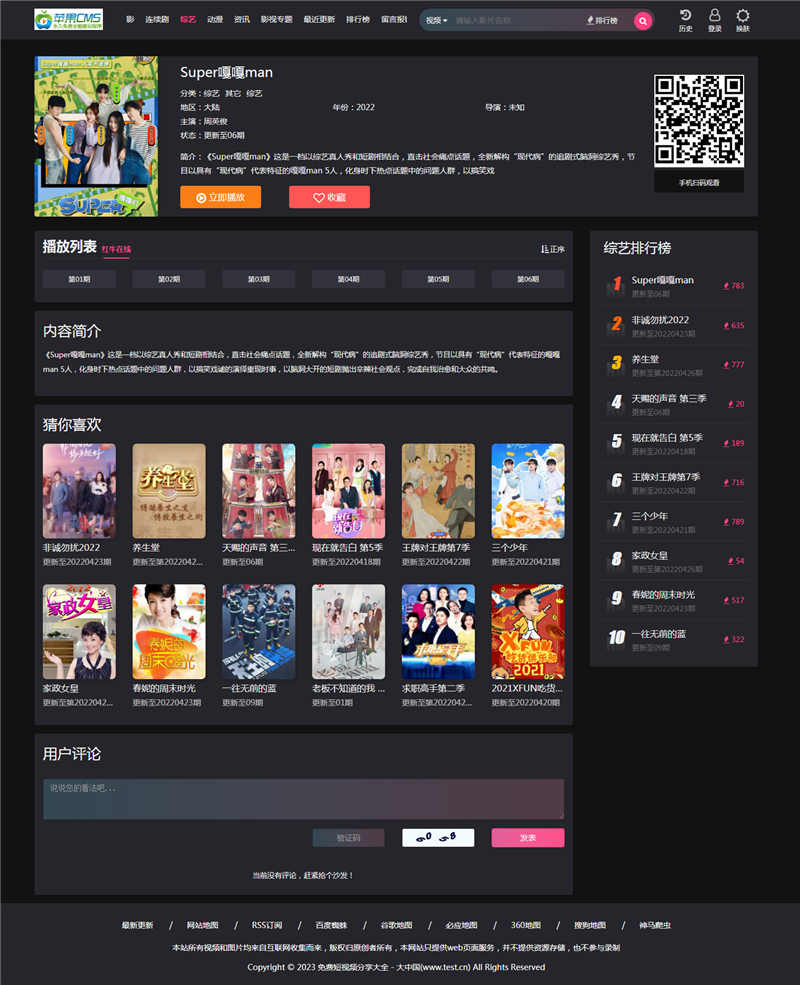 苹果CMS
影 连续剧 综艺 动漫 资讯 影视专题 最近更新 排行榜 留言报
视频 请输入影片名称 排行榜
历史 登录 换肤
Super嘎嘎man
分类：综艺 其它 综艺
地区：大陆 年份：2022 导演：未知
主演：周英俊
状态：更新至06期
简介：《Super嘎嘎man》这是一档以综艺真人秀和短剧相结合，直击社会痛点话题，全新解构“现代病”的追剧式脑洞综艺秀，节
目以具有“现代病”代表特征的嘎嘎man 5人，化身时下热点话题中的问题人群，以搞笑戏
立即播放 收藏
手机扫码观看
播放列表 红牛在线 正序
第01期 第02期 第03期 第04期 第05期 第06期
内容简介
《Super嘎嘎man》这是一档以综艺真人秀和短剧相结合，直击社会痛点话题，全新解构“现代病”的追剧式脑洞综艺秀，节目以具有“现代病”代表特征的嘎嘎
man 5人，化身时下热点话题中的问题人群，以搞笑戏谑的演绎重现时事，以脑洞大开的短剧抛出辛辣社会观点，完成自我治愈和大众的共鸣。
猜你喜欢
非诚勿扰2022 养生堂 天赐的声音 第三... 现在就告白 第5季 王牌对王牌第7季 三个少年
更新至20220423期 更新至第2022042... 更新至06期 更新至20220418期 更新至20220422期 更新至20220421期
家政女皇 春妮的周末时光 一往无前的蓝 老板不知道的我 ... 求职高手第二季 2021XFUN吃货...
更新至第2022042... 更新至20220423期 更新至09期 更新至01期 更新至第2022042... 更新至20220420期
用户评论
说说您的看法吧...
验证码 发表
当前没有评论，赶紧抢个沙发！
综艺排行榜
1 Super嘎嘎man 783
更新至06期
2 非诚勿扰2022 635
更新至20220423期
3 养生堂 777
更新至第20220426期
4 天赐的声音 第三季 20
更新至06期
5 现在就告白 第5季 189
更新至20220418期
6 王牌对王牌第7季 716
更新至20220422期
7 三个少年 789
更新至20220421期
8 家政女皇 54
更新至第20220426期
9 春妮的周末时光 517
更新至20220423期
10 一往无前的蓝 322
更新至09期
最新更新 / 网站地图 / RSS订阅 / 百度蜘蛛 / 谷歌地图 / 必应地图 / 360地图 / 搜狗地图 / 神马爬虫
本站所有视频和图片均来自互联网收集而来，版权归原创者所有，本网站只提供web页面服务，并不提供资源存储，也不参与录制
Copyright © 2023 免费短视频分享大全 - 大中国(www.test.cn) All Rights Reserved